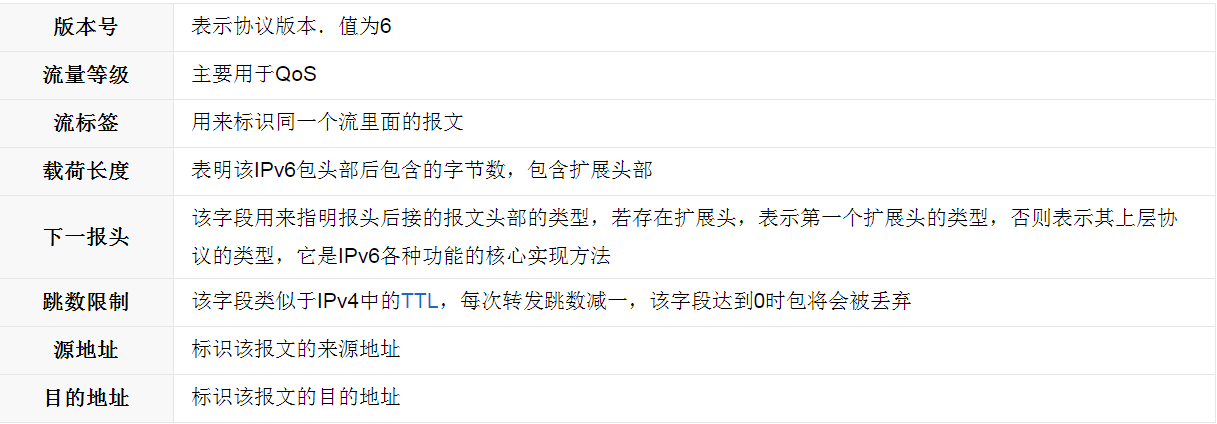 版本号 表示协议版本．值为6
流量等级 主要用于QoS
流标签 用来标识同一个流里面的报文
载荷长度 表明该IPv6包头部后包含的字节数，包含扩展头部
下一报头 该字段用来指明报头后接的报文头部的类型，若存在扩展头，表示第一个扩展头的类型，否则表示其上层协
议的类型，它是IPv6各种功能的核心实现方法
跳数限制 该字段类似于IPv4中的TTL，每次转发跳数减一，该字段达到0时包将会被丢弃
源地址 标识该报文的来源地址
目的地址 标识该报文的目的地址